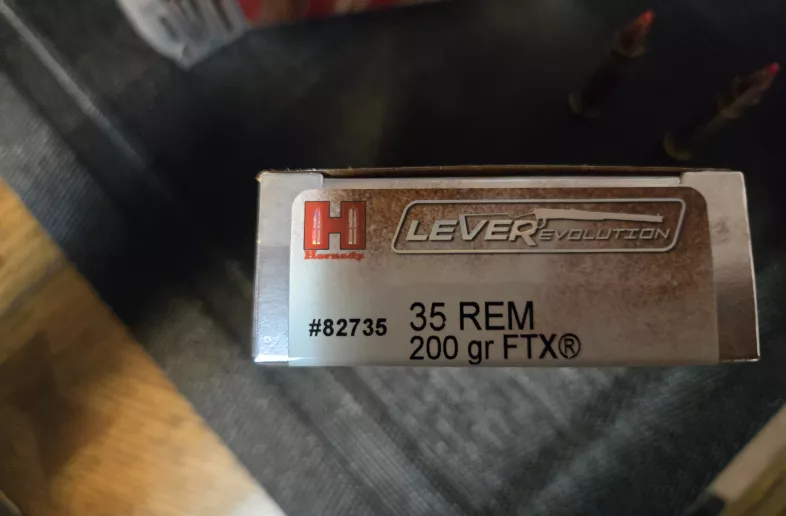 Hornady
LEVERevolution
#82735
35 REM
200 gr FTX®